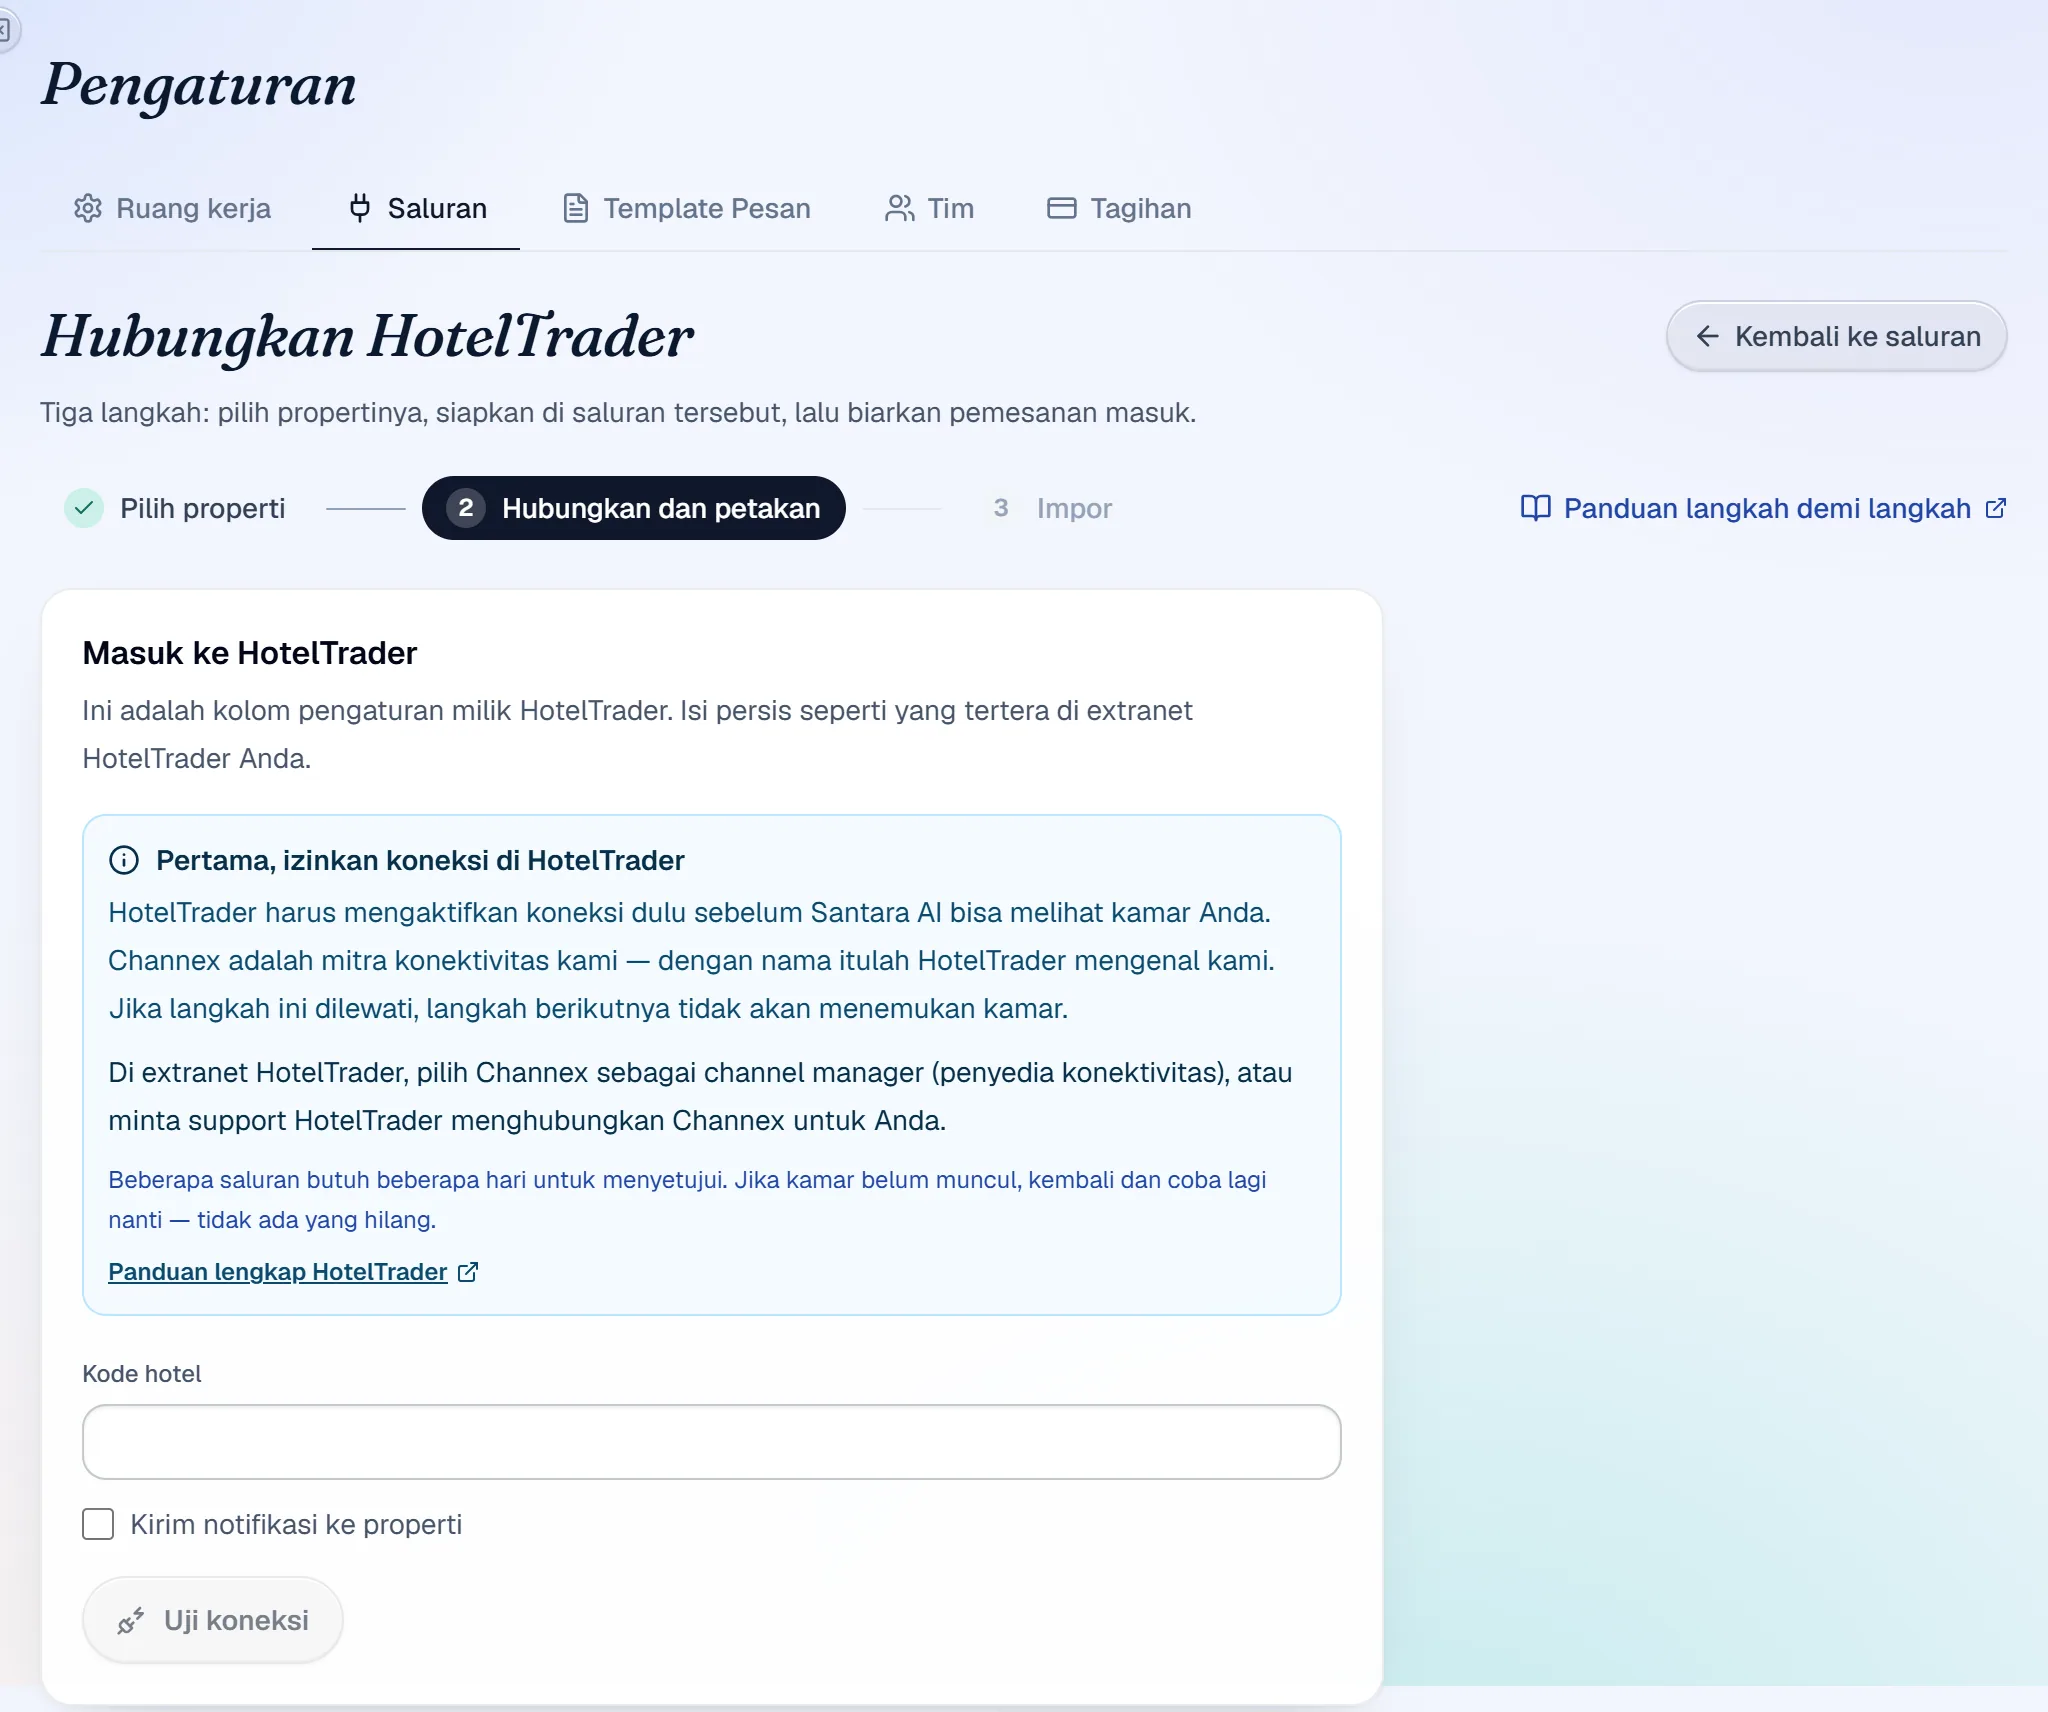 Pengaturan
Ruang kerja
Saluran
Template Pesan
Tim
Tagihan
Hubungkan HotelTrader
Kembali ke saluran
Tiga langkah: pilih propertinya, siapkan di saluran tersebut, lalu biarkan pemesanan masuk.
Pilih properti
2 Hubungkan dan petakan
3 Impor
Panduan langkah demi langkah
Masuk ke HotelTrader
Ini adalah kolom pengaturan milik HotelTrader. Isi persis seperti yang tertera di extranet
HotelTrader Anda.
Pertama, izinkan koneksi di HotelTrader
HotelTrader harus mengaktifkan koneksi dulu sebelum Santara AI bisa melihat kamar Anda.
Channex adalah mitra konektivitas kami — dengan nama itulah HotelTrader mengenal kami.
Jika langkah ini dilewati, langkah berikutnya tidak akan menemukan kamar.
Di extranet HotelTrader, pilih Channex sebagai channel manager (penyedia konektivitas), atau
minta support HotelTrader menghubungkan Channex untuk Anda.
Beberapa saluran butuh beberapa hari untuk menyetujui. Jika kamar belum muncul, kembali dan coba lagi
nanti — tidak ada yang hilang.
Panduan lengkap HotelTrader
Kode hotel
Kirim notifikasi ke properti
Uji koneksi